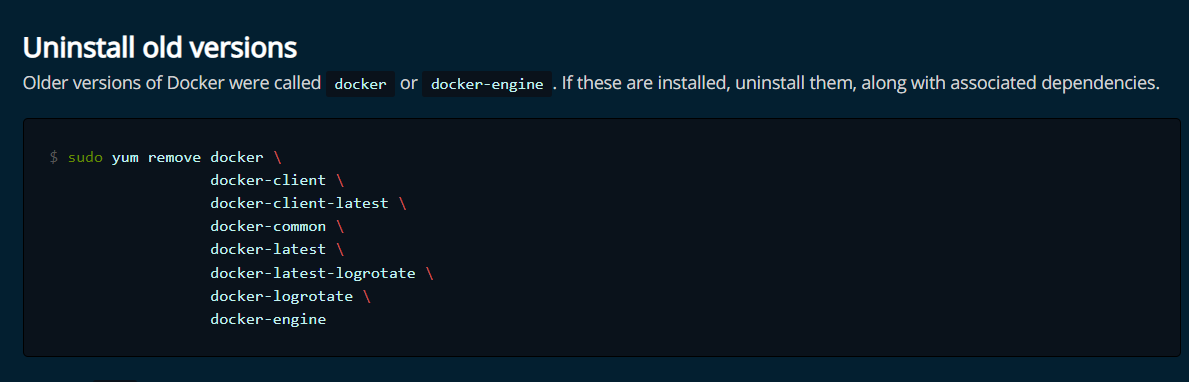 Uninstall old versions
Older versions of Docker were called docker or docker-engine . If these are installed, uninstall them, along with associated dependencies.
$ sudo yum remove docker \
docker-client \
docker-client-latest \
docker-common \
docker-latest \
docker-latest-logrotate \
docker-logrotate \
docker-engine